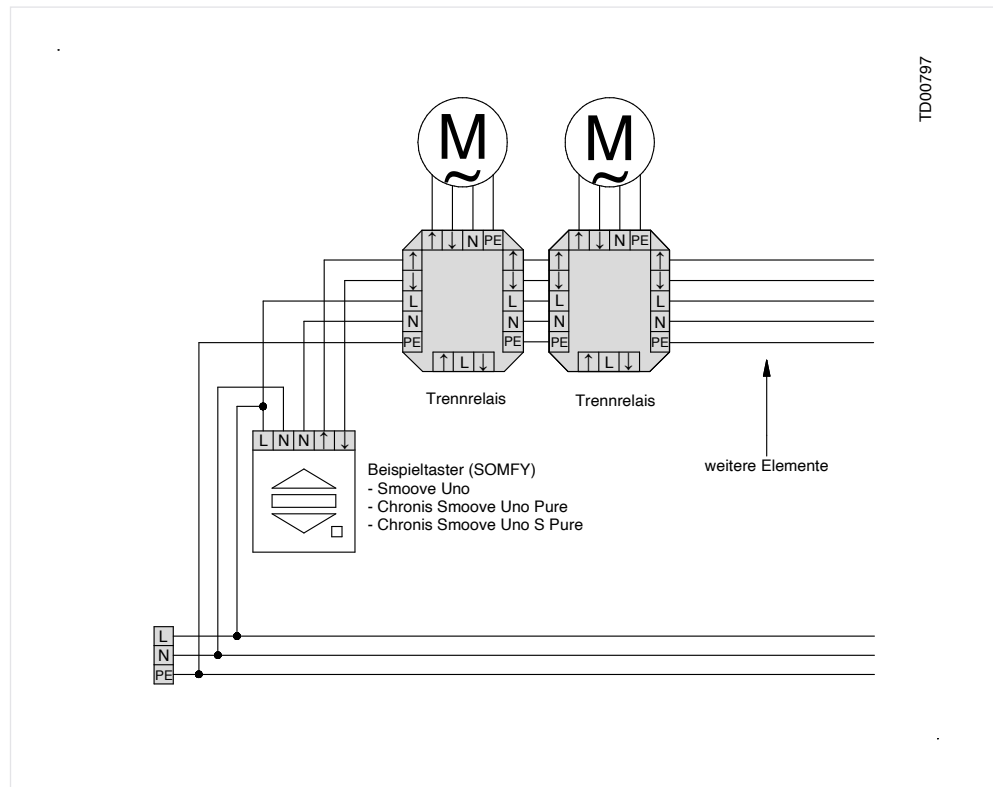 TD00797
M
~
M
~
↑ ↓ N PE
↑ ↓ N PE
↑ ↑ ↑ ↑
↓ ↓ ↓ ↓
L L L L
N N N N
PE PE PE PE
↑ L ↓
↑ L ↓
Trennrelais
Trennrelais
L N N ↑ ↓
weitere Elemente
Beispieltaster (SOMFY)
- Smoove Uno
- Chronis Smoove Uno Pure
- Chronis Smoove Uno S Pure
L
N
PE